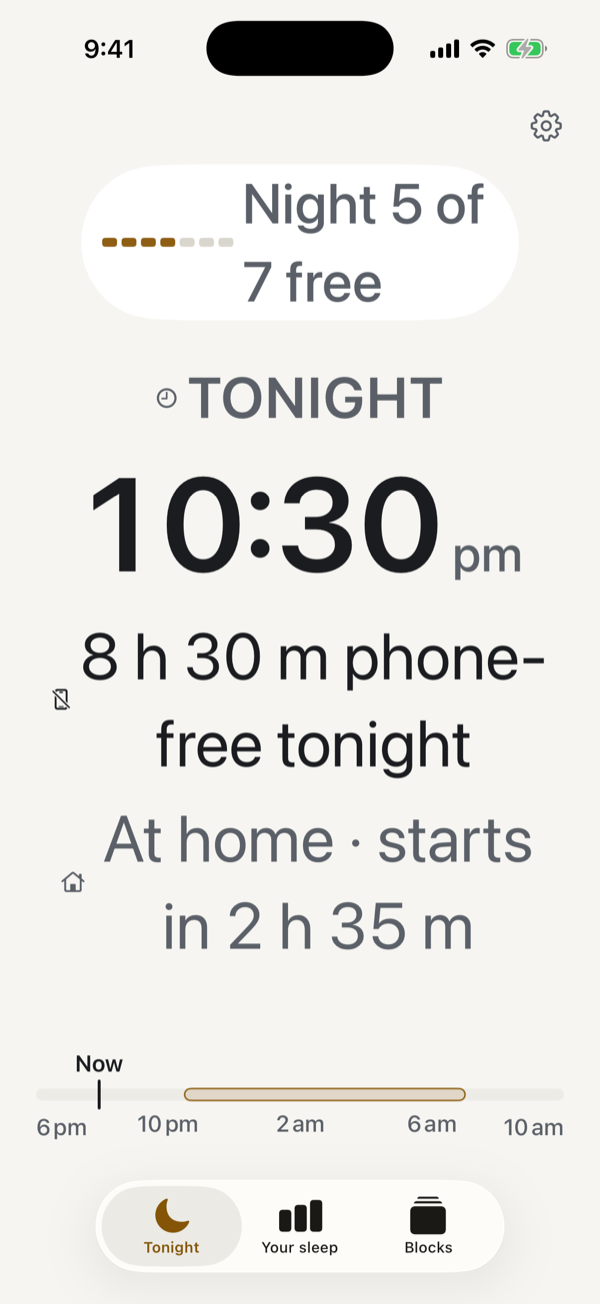 9:41
Night 5 of
7 free
TONIGHT
10:30 pm
8 h 30 m phone-
free tonight
At home · starts
in 2 h 35 m
Now
6 pm 10 pm 2 am 6 am 10 am
Tonight Your sleep Blocks